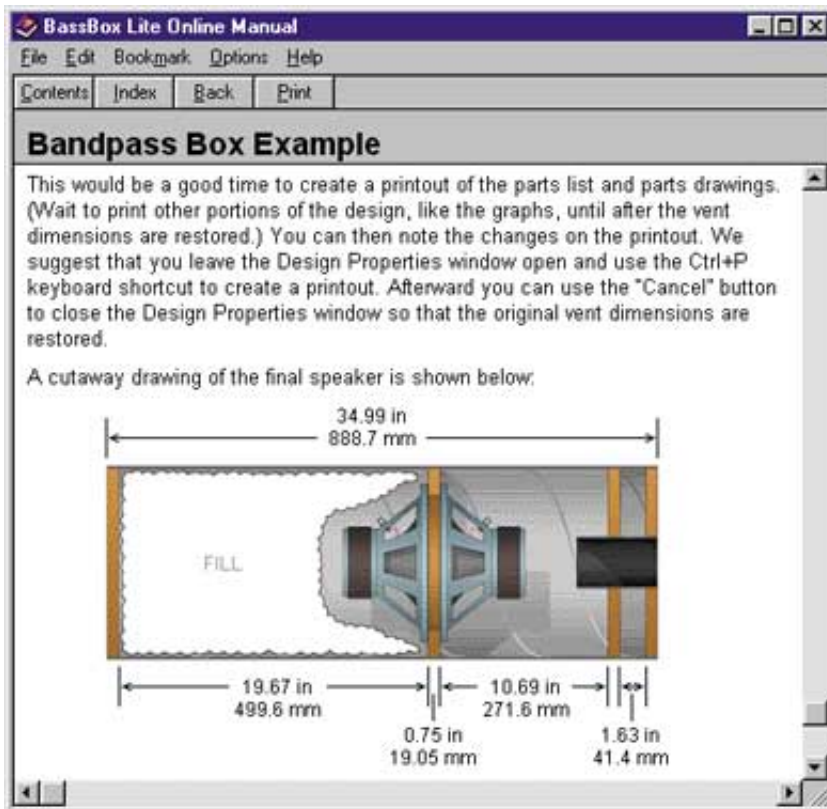 BassBox Lite Online Manual
File Edit Bookmark Options Help
Contents Index Back Print
Bandpass Box Example
This would be a good time to create a printout of the parts list and parts drawings.
(Wait to print other portions of the design, like the graphs, until after the vent
dimensions are restored.) You can then note the changes on the printout. We
suggest that you leave the Design Properties window open and use the Ctrl+P
keyboard shortcut to create a printout. Afterward you can use the "Cancel" button
to close the Design Properties window so that the original vent dimensions are
restored.
A cutaway drawing of the final speaker is shown below:
34.99 in
888.7 mm
FILL
19.67 in
499.6 mm
10.69 in
271.6 mm
0.75 in
19.05 mm
1.63 in
41.4 mm